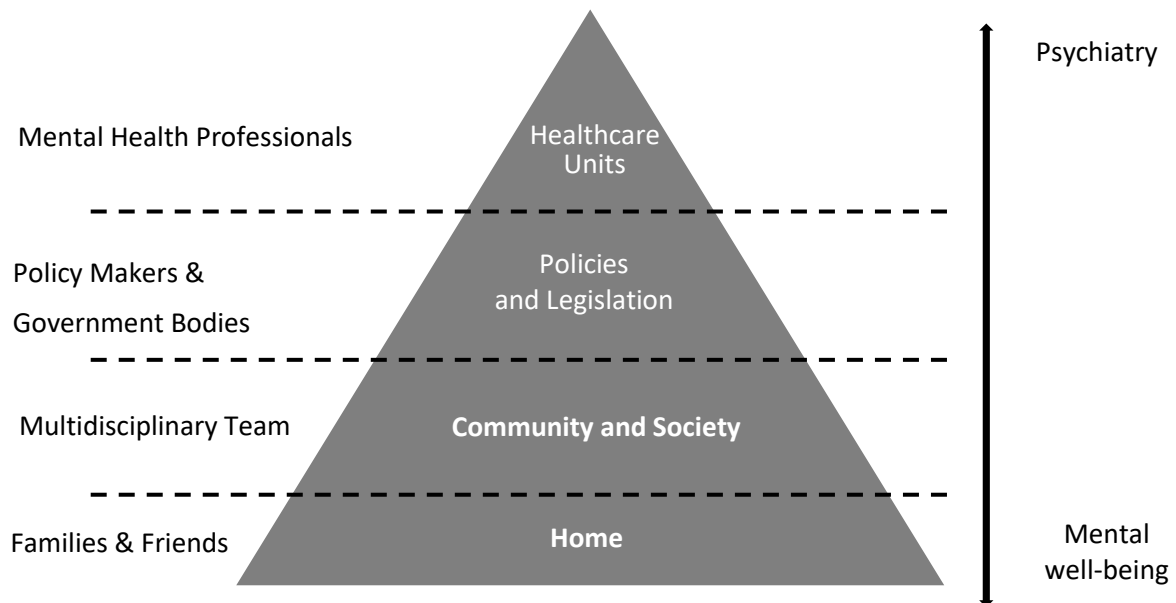 Psychiatry
Mental Health Professionals
Healthcare
Units
Policy Makers &
Government Bodies
Policies
and Legislation
Multidisciplinary Team
Community and Society
Families & Friends
Home
Mental
well-being